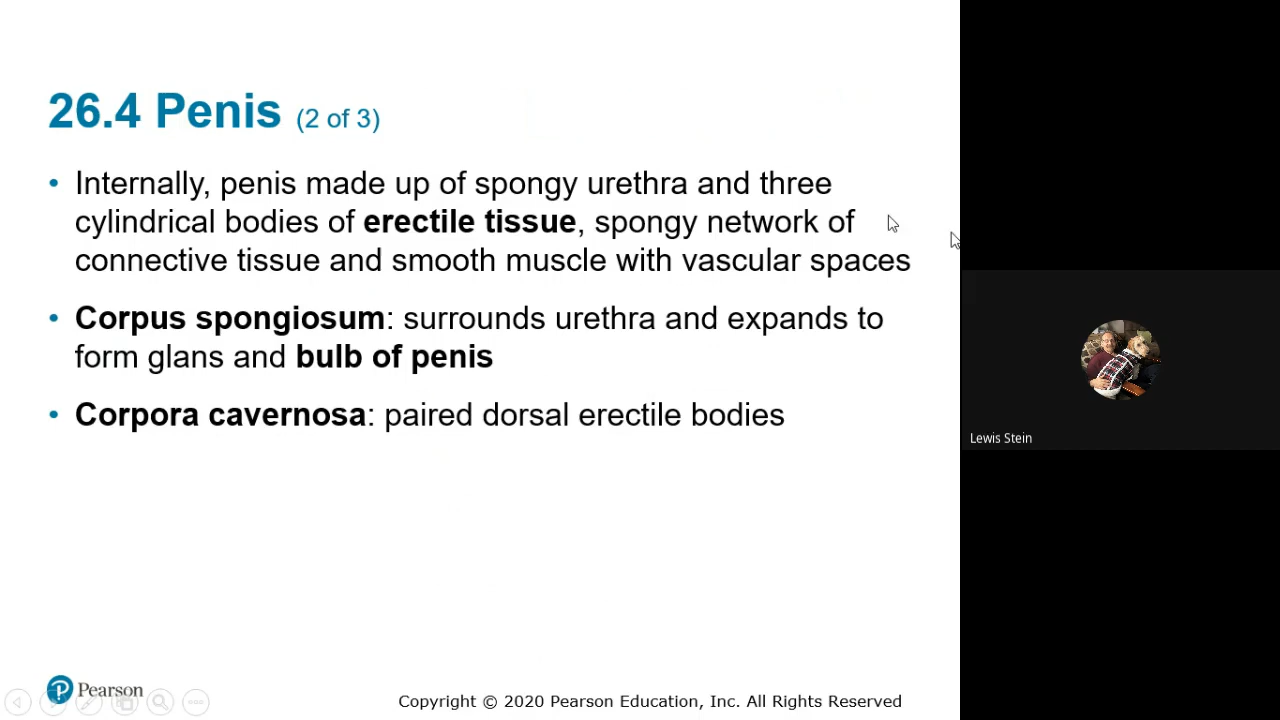 26.4 Penis (2 of 3)
• Internally, penis made up of spongy urethra and three
cylindrical bodies of erectile tissue, spongy network of
connective tissue and smooth muscle with vascular spaces
• Corpus spongiosum: surrounds urethra and expands to
form glans and bulb of penis
• Corpora cavernosa: paired dorsal erectile bodies
Lewis Stein
Pearson
Copyright © 2020 Pearson Education, Inc. All Rights Reserved